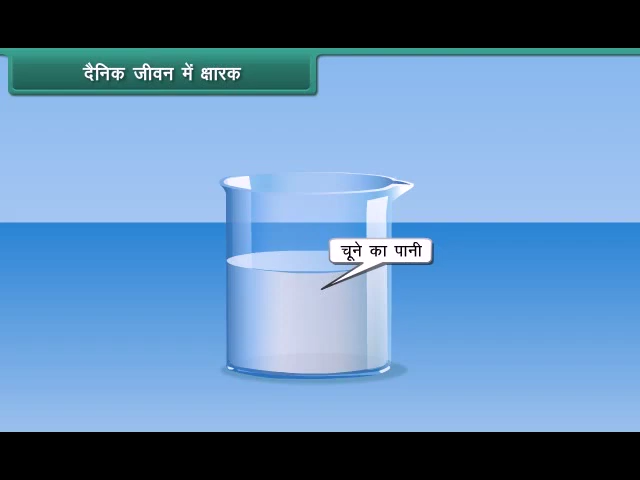 दैनिक जीवन में क्षारक
चूने का पानी